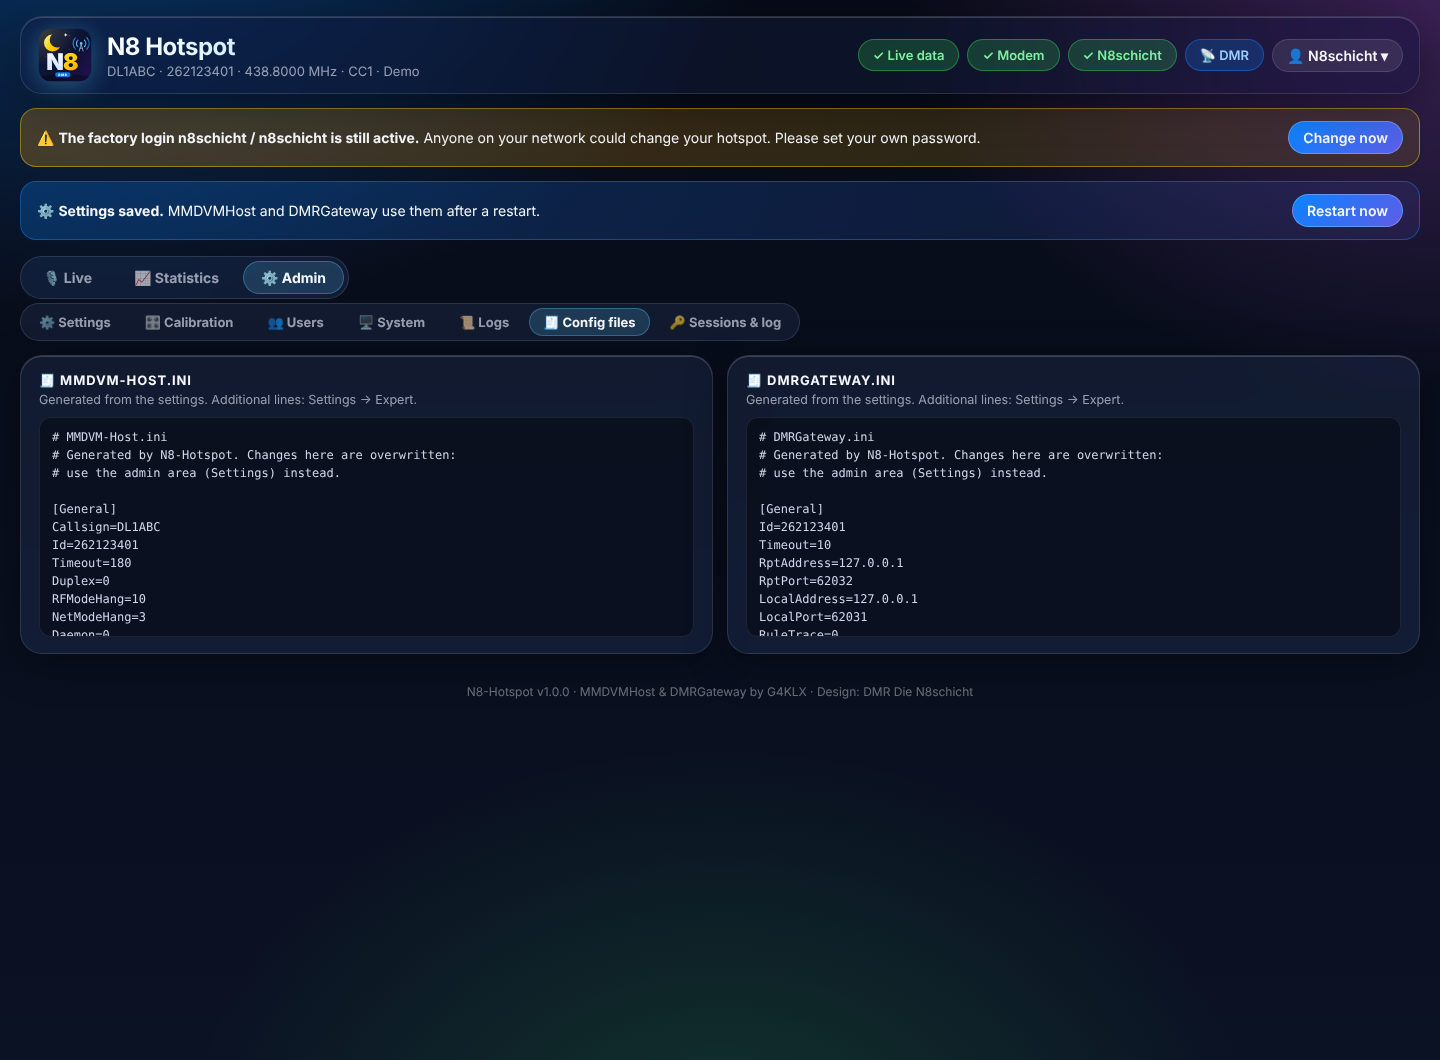 N8
DMR
N8 Hotspot
DL1ABC · 262123401 · 438.8000 MHz · CC1 · Demo
✓ Live data
✓ Modem
✓ N8schicht
📡 DMR
👤 N8schicht ▾
⚠️ The factory login n8schicht / n8schicht is still active. Anyone on your network could change your hotspot. Please set your own password.
Change now
⚙️ Settings saved. MMDVMHost and DMRGateway use them after a restart.
Restart now
🎙️ Live
📈 Statistics
⚙️ Admin
⚙️ Settings
🎛️ Calibration
👥 Users
🖥️ System
📜 Logs
🧾 Config files
🔑 Sessions & log
🧾 MMDVM-HOST.INI
Generated from the settings. Additional lines: Settings → Expert.
# MMDVM-Host.ini
# Generated by N8-Hotspot. Changes here are overwritten:
# use the admin area (Settings) instead.
[General]
Callsign=DL1ABC
Id=262123401
Timeout=180
Duplex=0
RFModeHang=10
NetModeHang=3
Daemon=0
🧾 DMRGATEWAY.INI
Generated from the settings. Additional lines: Settings → Expert.
# DMRGateway.ini
# Generated by N8-Hotspot. Changes here are overwritten:
# use the admin area (Settings) instead.
[General]
Id=262123401
Timeout=10
RptAddress=127.0.0.1
RptPort=62032
LocalAddress=127.0.0.1
LocalPort=62031
RuleTrace=0
N8-Hotspot v1.0.0 · MMDVMHost & DMRGateway by G4KLX · Design: DMR Die N8schicht